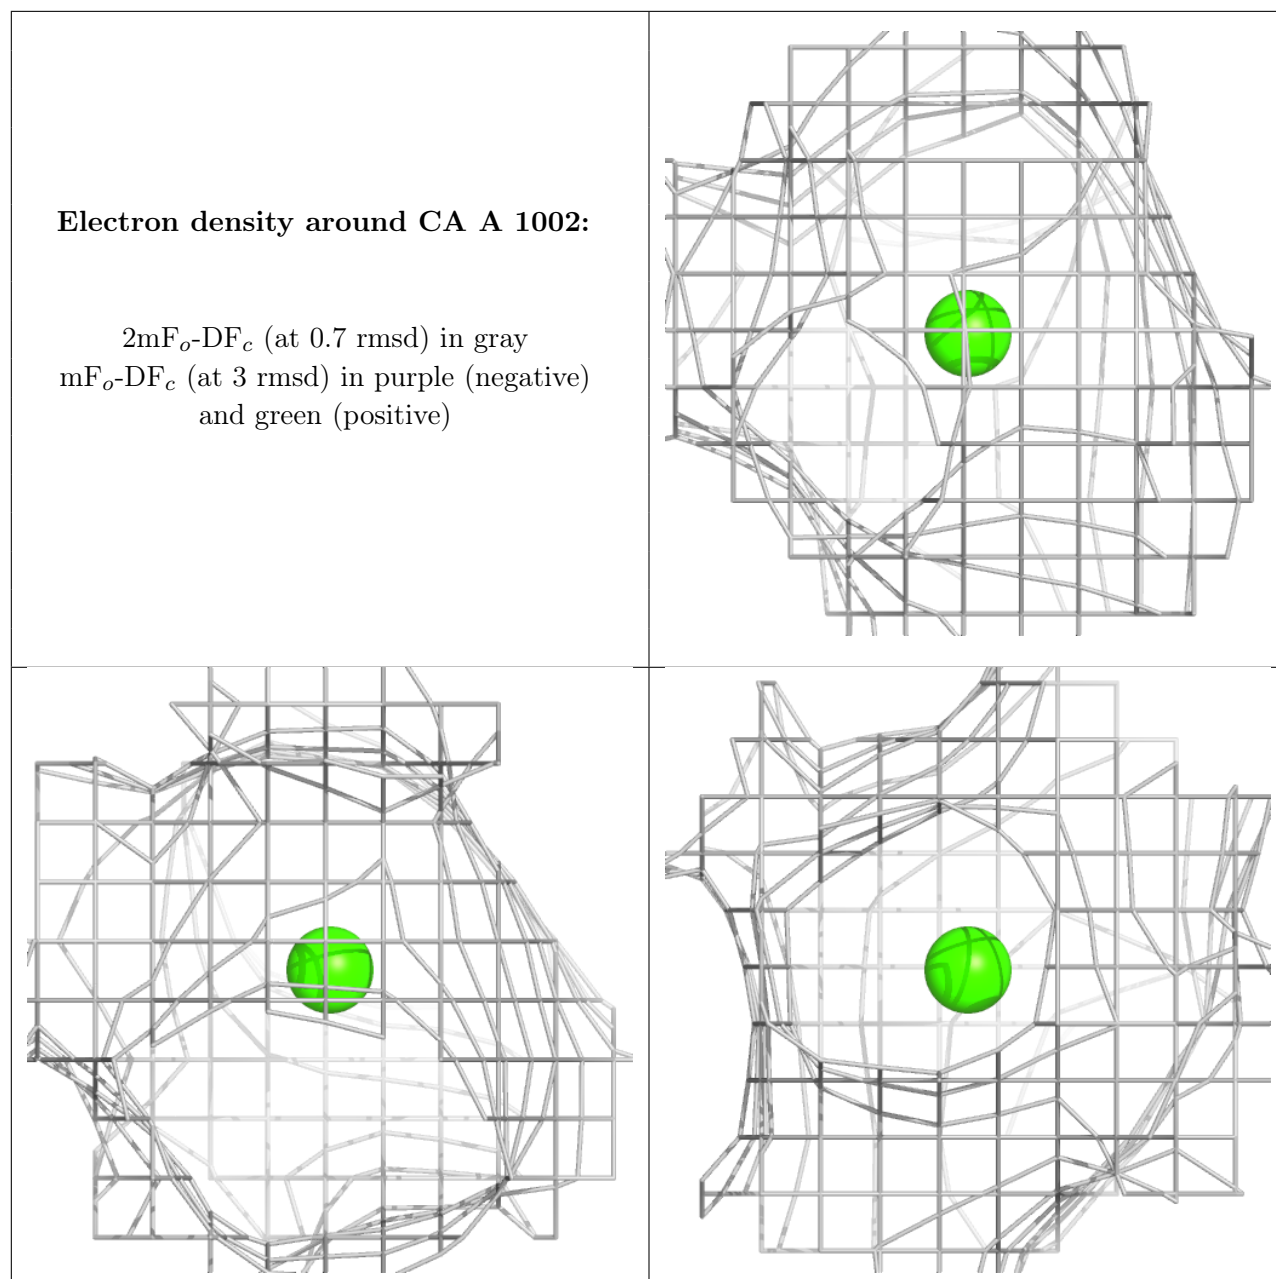 Electron density around CA A 1002:
2mFₒ-DF𝒸 (at 0.7 rmsd) in gray
mFₒ-DF𝒸 (at 3 rmsd) in purple (negative)
and green (positive)